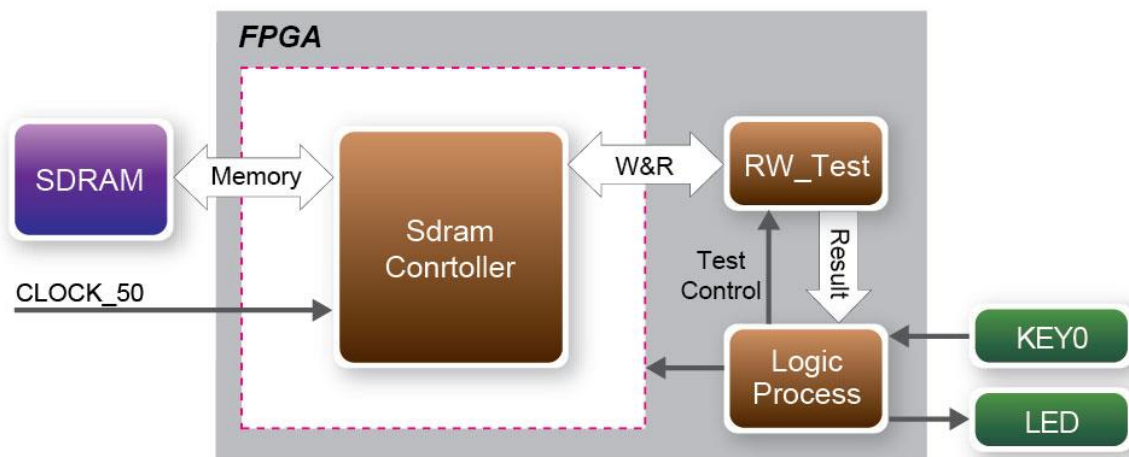 FPGA
SDRAM
Memory
Sdram
Conrtoller
W&R
RW_Test
CLOCK_50
Test
Control
Result
Logic
Process
KEY0
LED